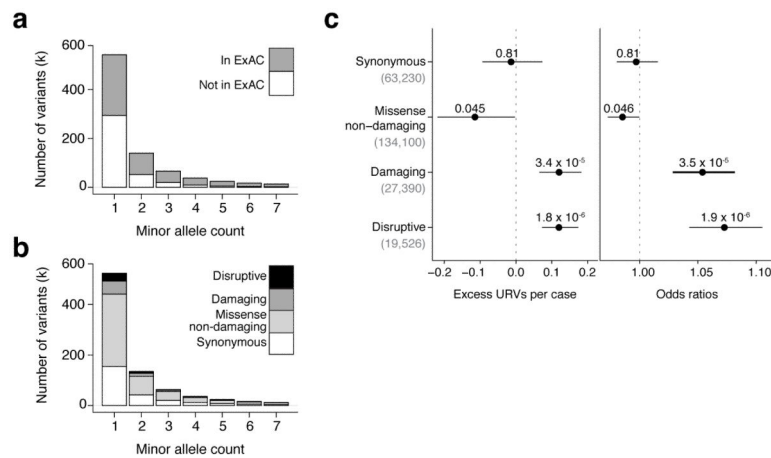 a
600
400
200
0
Number of variants (k)
In ExAC
Not in ExAC
1 2 3 4 5 6 7
Minor allele count
b
600
400
200
0
Number of variants (k)
Disruptive
Damaging
Missense
non−damaging
Synonymous
1 2 3 4 5 6 7
Minor allele count
c
Synonymous
(63,230)
Missense
non−damaging
(134,100)
Damaging
(27,390)
Disruptive
(19,526)
0.81
0.045
3.4 x 10-5
1.8 x 10-6
−0.2 −0.1 0.0 0.1 0.2
Excess URVs per case
0.81
0.046
3.5 x 10-5
1.9 x 10-6
1.00 1.05 1.10
Odds ratios